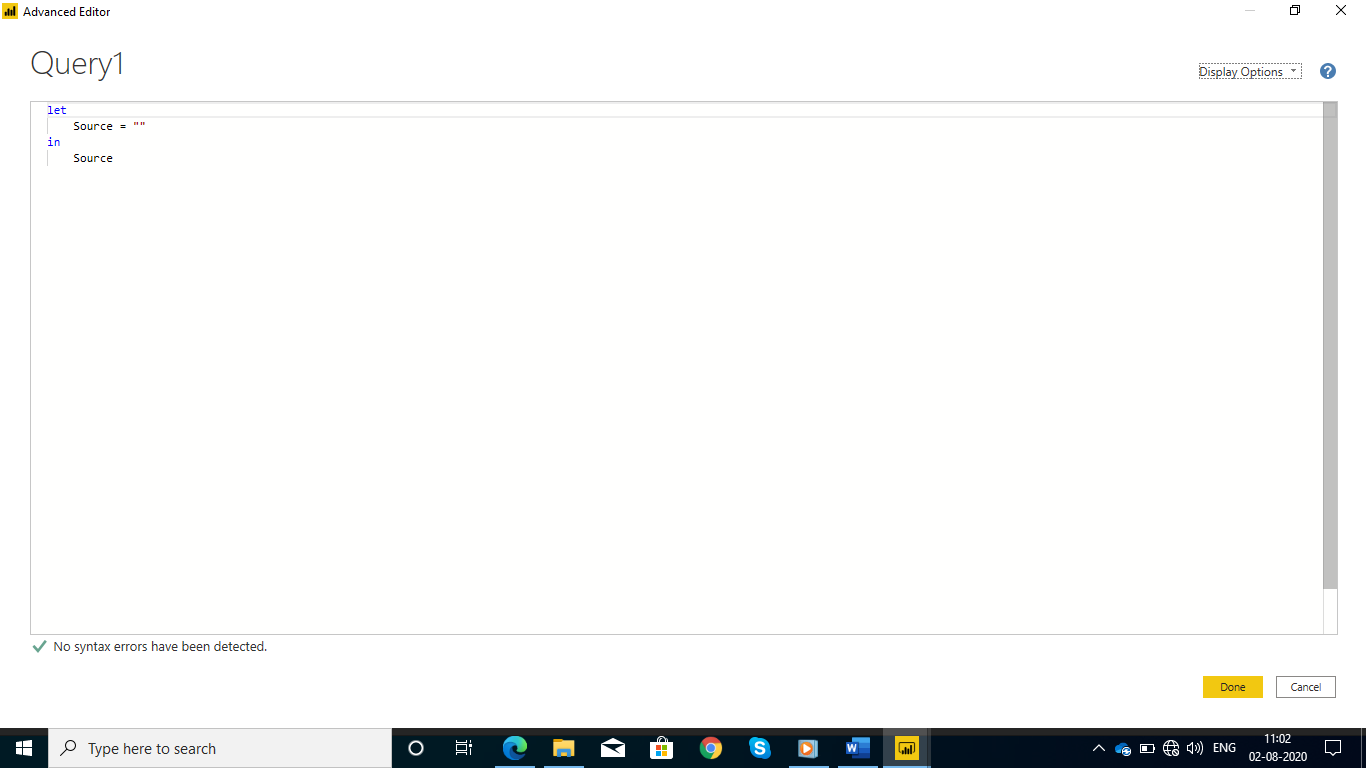 Advanced Editor
Query1
Display Options
?
let
Source = ""
in
Source
No syntax errors have been detected.
Done
Cancel
Type here to search
ENG
11:02
02-08-2020